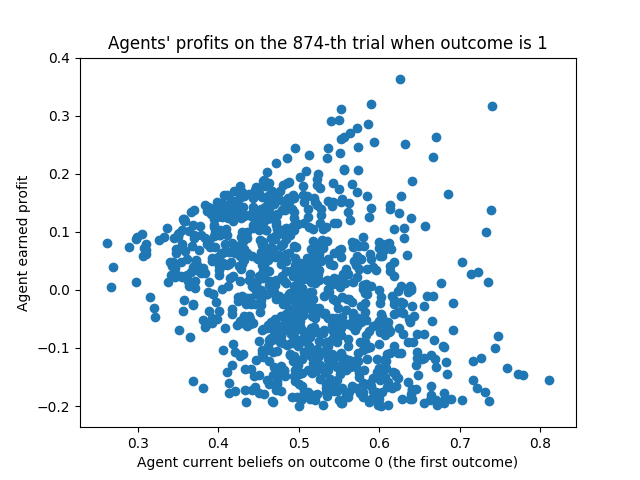 Agents' profits on the 874-th trial when outcome is 1
0.4
0.3
0.2
0.1
0.0
−0.1
−0.2
Agent earned profit
0.3 0.4 0.5 0.6 0.7 0.8
Agent current beliefs on outcome 0 (the first outcome)